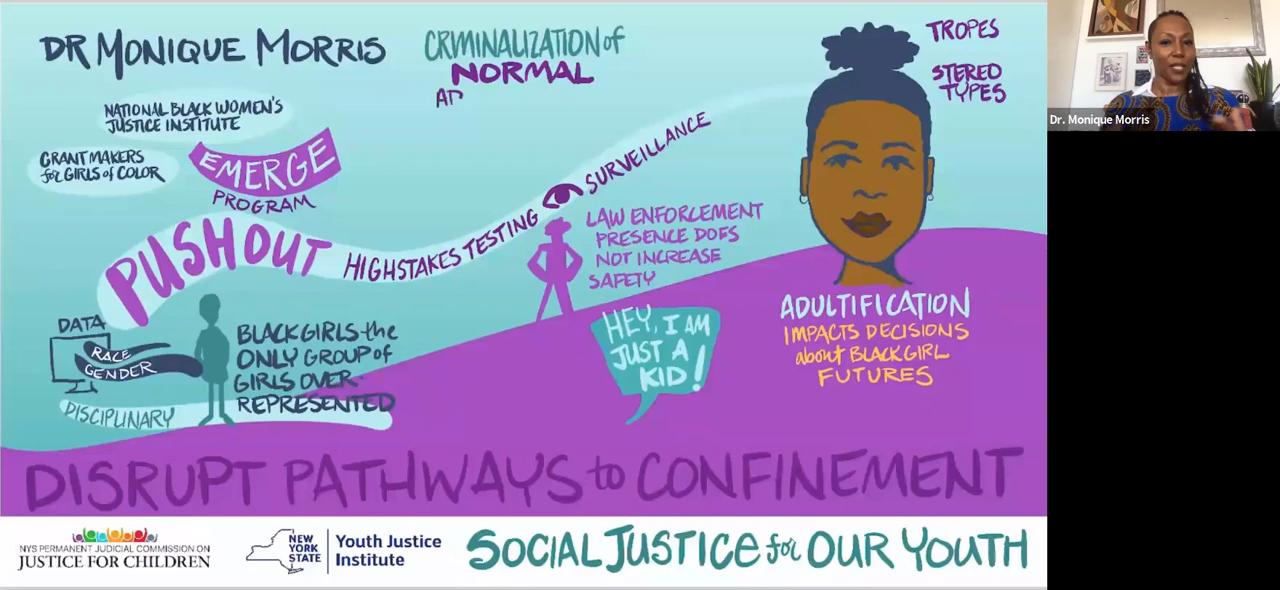 DR MONIQUE MORRIS
CRMINALIZATION of
NORMAL
AD
TROPES
STEREO
TYPES
NATIONAL BLACK WOMEN'S
JUSTICE INSTITUTE
GRANT MAKERS
for GIRLS of COLOR
EMERGE
PROGRAM
PUSHOUT
HIGHSTAKES TESTING
SURVEILLANCE
LAW ENFORCEMENT
PRESENCE DOES
NOT INCREASE
SAFETY
DATA
RACE
GENDER
DISCIPLINARY
BLACK GIRLS the
ONLY GROUP of
GIRLS OVER-
REPRESENTED
HEY, I AM
JUST A
KID!
ADULTIFICATION
IMPACTS DECISIONS
about BLACK GIRL
FUTURES
DISRUPT PATHWAYS to CONFINEMENT
NYS PERMANENT JUDICIAL COMMISSION ON
JUSTICE FOR CHILDREN
NEW
YORK
STATE
Youth Justice
Institute
SOCIAL JUSTICE for OUR YOUTH
Dr. Monique Morris